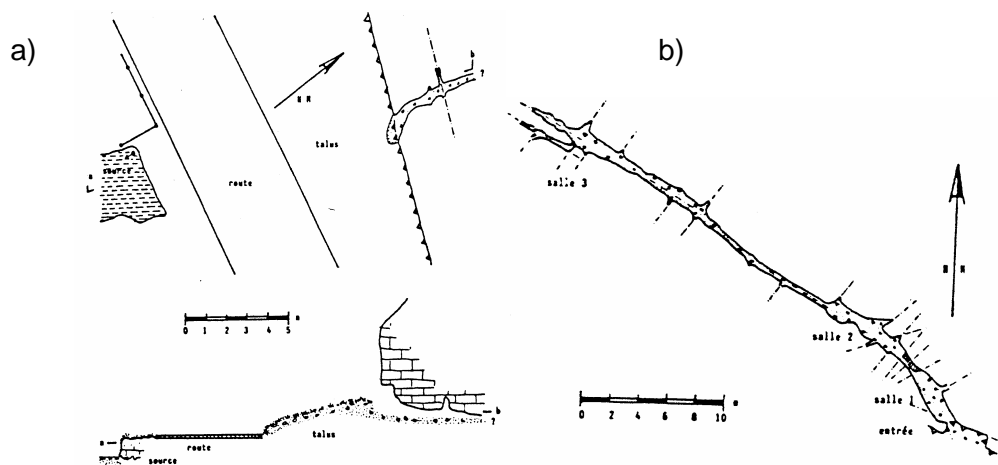 a)
b)
N M
b
?
talus
source
a
route
salle 3
N M
m
0 1 2 3 4 5
salle 2
m
0 2 4 6 8 10
salle 1
entrée
b
?
a
talus
route
source